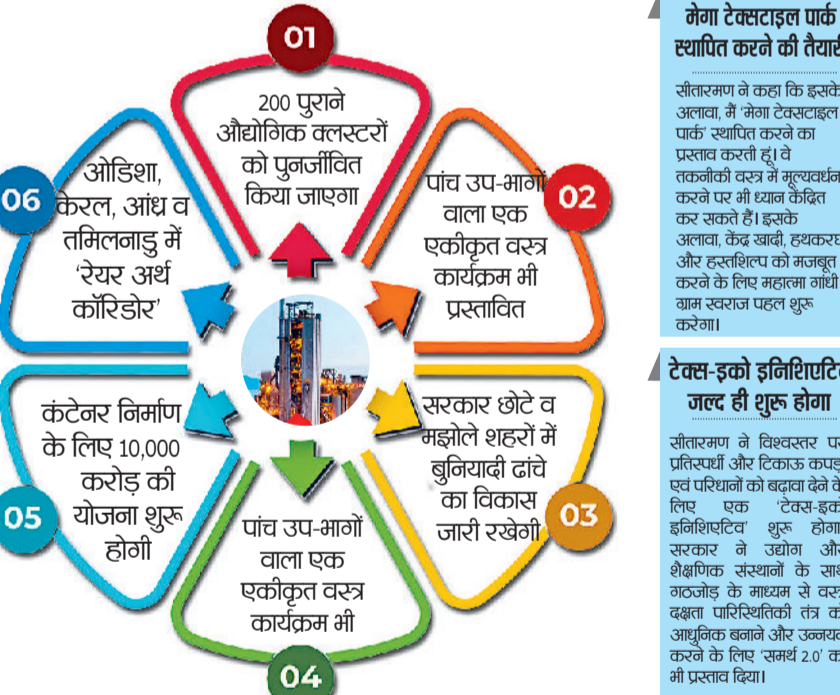 01
200 पुराने
औद्योगिक क्लस्टरों
को पुनर्जीवित
किया जाएगा
02
पांच उप-भागों
वाला एक
एकीकृत वस्त्र
कार्यक्रम भी
प्रस्तावित
03
सरकार छोटे व
मझोले शहरों में
बुनियादी ढांचे
का विकास
जारी रखेगी
04
पांच उप-भागों
वाला एक
एकीकृत वस्त्र
कार्यक्रम भी
05
कंटेनर निर्माण
के लिए 10,000
करोड़ की
योजना शुरू
होगी
06
ओडिशा,
केरल, आंध्र व
तमिलनाडु में
‘रेयर अर्थ
कॉरिडोर’
मेगा टेक्सटाइल पार्क
स्थापित करने की तैयारी
सीतारमण ने कहा कि इसके
अलावा, मैं ‘मेगा टेक्सटाइल
पार्क’ स्थापित करने का
प्रस्ताव करती हूं। वे
तकनीकी वस्त्र में मूल्यवर्धन
करने पर भी ध्यान केंद्रित
कर सकते हैं। इसके
अलावा, केंद्र खादी, हथकरघा
और हस्तशिल्प को मजबूत
करने के लिए महात्मा गांधी
ग्राम स्वराज पहल शुरू
करेगा।
टेक्स-इको इनिशिएटिव
जल्द ही शुरू होगा
सीतारमण ने विश्वस्तर पर
प्रतिस्पर्धी और टिकाऊ कपड़ों
एवं परिधानों को बढ़ावा देने के
लिए एक ‘टेक्स-इको
इनिशिएटिव’ शुरू होगा
सरकार ने उद्योग और
शैक्षणिक संस्थानों के साथ
गठजोड़ के माध्यम से वस्त्र
दक्षता पारिस्थितिकी तंत्र को
आधुनिक बनाने और उन्नयन
करने के लिए ‘समर्थ 2.0’ का
भी प्रस्ताव दिया।